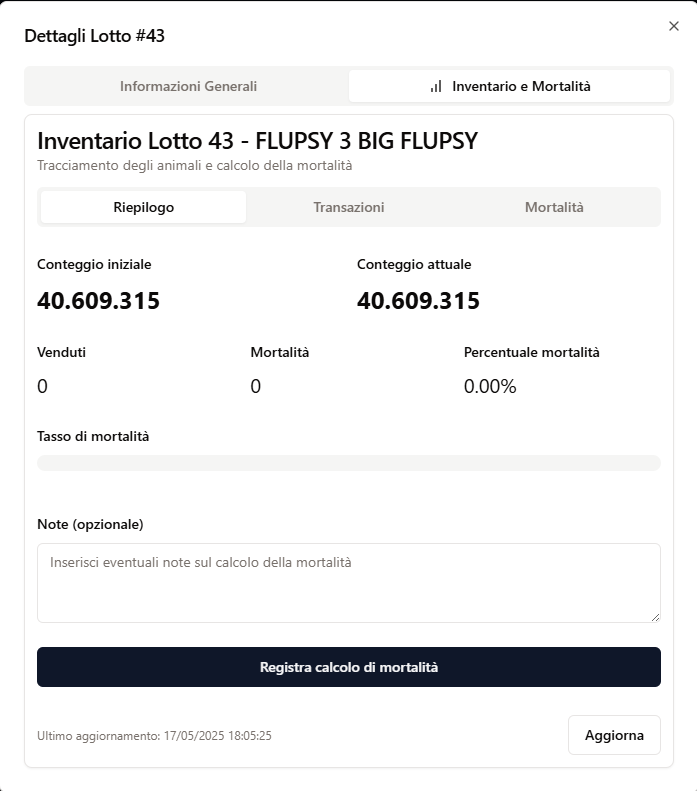 Dettagli Lotto #43
Informazioni Generali
Inventario e Mortalità
Inventario Lotto 43 - FLUPSY 3 BIG FLUPSY
Tracciamento degli animali e calcolo della mortalità
Riepilogo
Transazioni
Mortalità
Conteggio iniziale
Conteggio attuale
40.609.315
40.609.315
Venduti
Mortalità
Percentuale mortalità
0
0
0.00%
Tasso di mortalità
Note (opzionale)
Inserisci eventuali note sul calcolo della mortalità
Registra calcolo di mortalità
Ultimo aggiornamento: 17/05/2025 18:05:25
Aggiorna